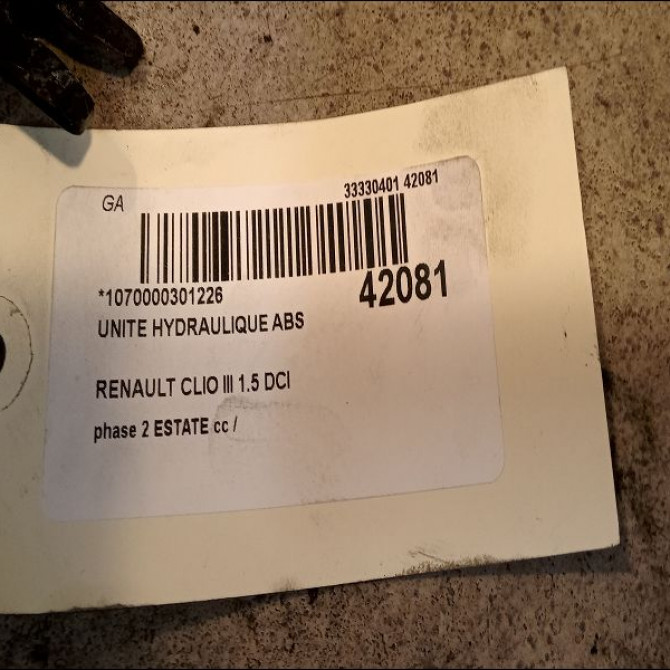 GA
33330401 42081
*1070000301226
42081
UNITE HYDRAULIQUE ABS
RENAULT CLIO III 1.5 DCI
phase 2 ESTATE cc /